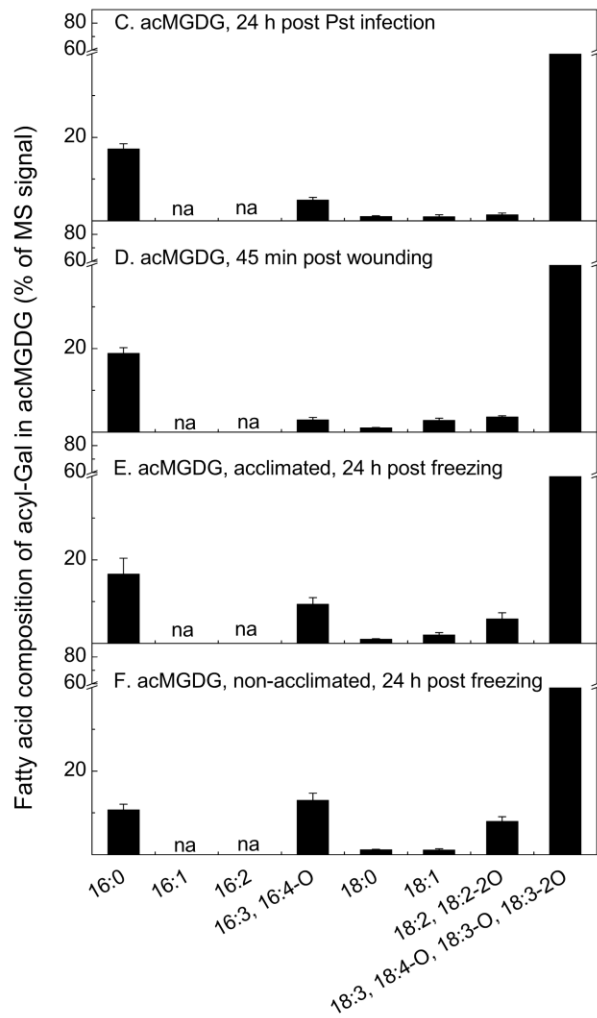 Fatty acid composition of acyl-Gal in acMGDG (% of MS signal)
C. acMGDG, 24 h post Pst infection
80
60
20
na na
D. acMGDG, 45 min post wounding
80
60
20
na na
E. acMGDG, acclimated, 24 h post freezing
80
60
20
na na
F. acMGDG, non-acclimated, 24 h post freezing
80
60
20
na na
16:0
16:1
16:2
16:3, 16:4-O
18:0
18:1
18:2, 18:2-2O
18:3, 18:4-O, 18:3-O, 18:3-2O